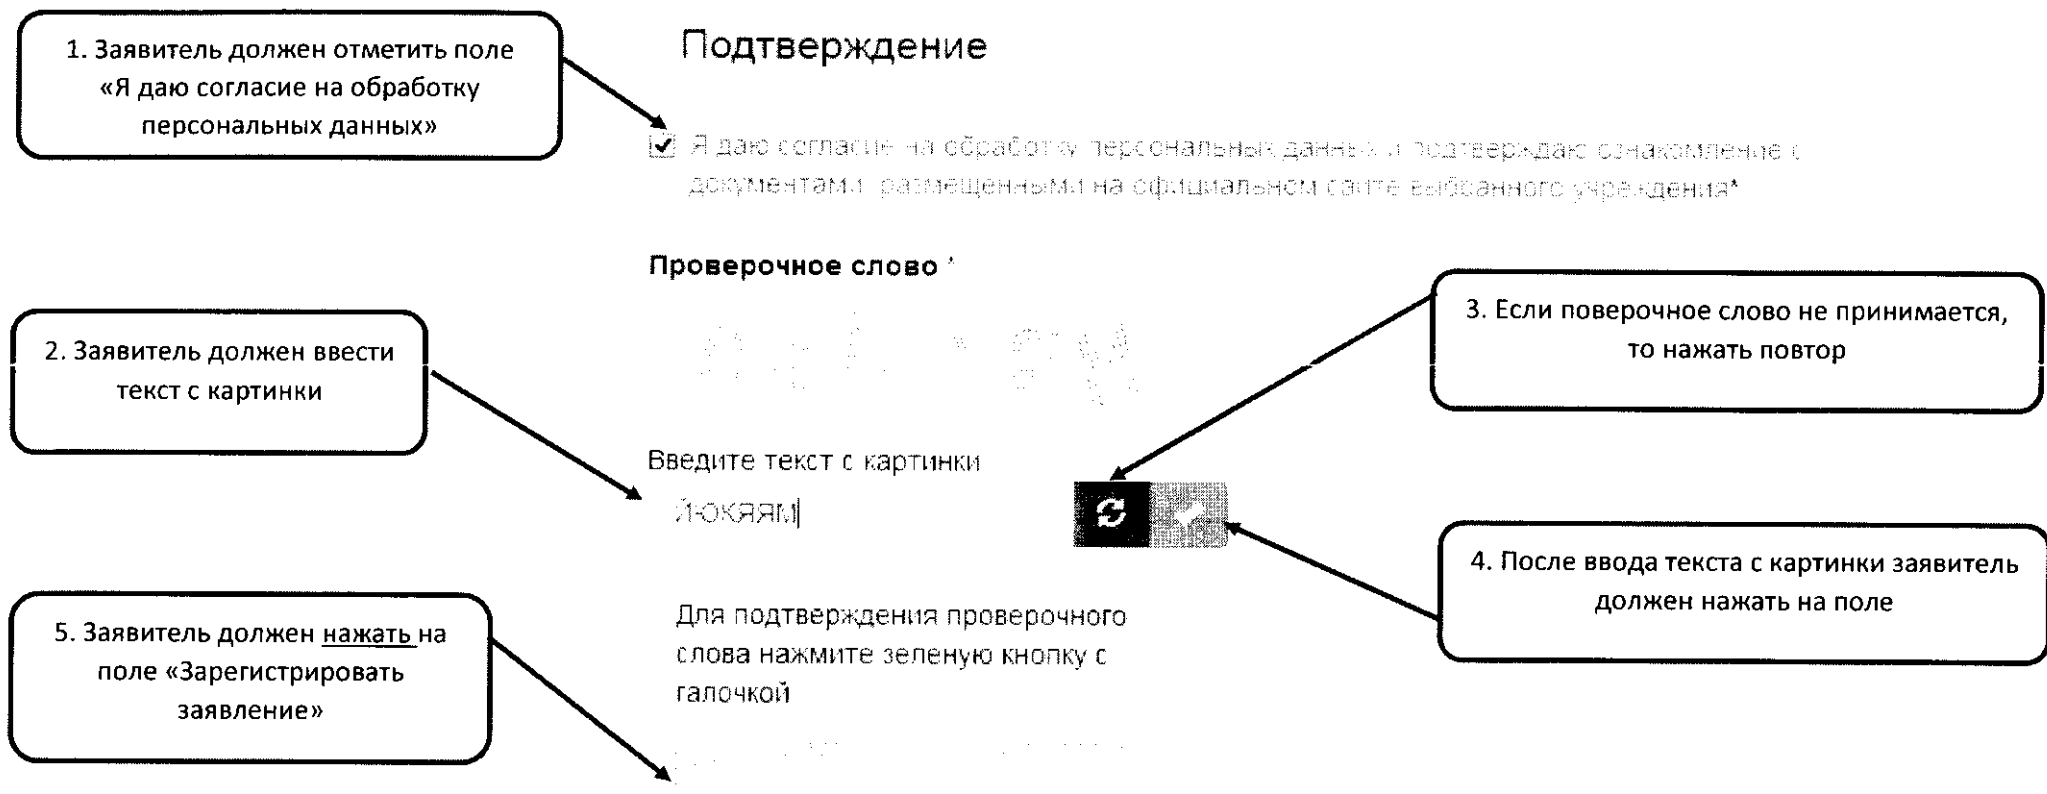 1. Заявитель должен отметить поле
«Я даю согласие на обработку
персональных данных»
Подтверждение
Я даю согласие на обработку персональных данных и подтверждаю ознакомление с
документами, размещенными на официальном сайте выбранного учреждения*
Проверочное слово *
2. Заявитель должен ввести
текст с картинки
3. Если поверочное слово не принимается,
то нажать повтор
Введите текст с картинки
ЙЮКЯЯМ
4. После ввода текста с картинки заявитель
должен нажать на поле
5. Заявитель должен нажать на
поле «Зарегистрировать
заявление»
Для подтверждения проверочного
слова нажмите зеленую кнопку с
галочкой